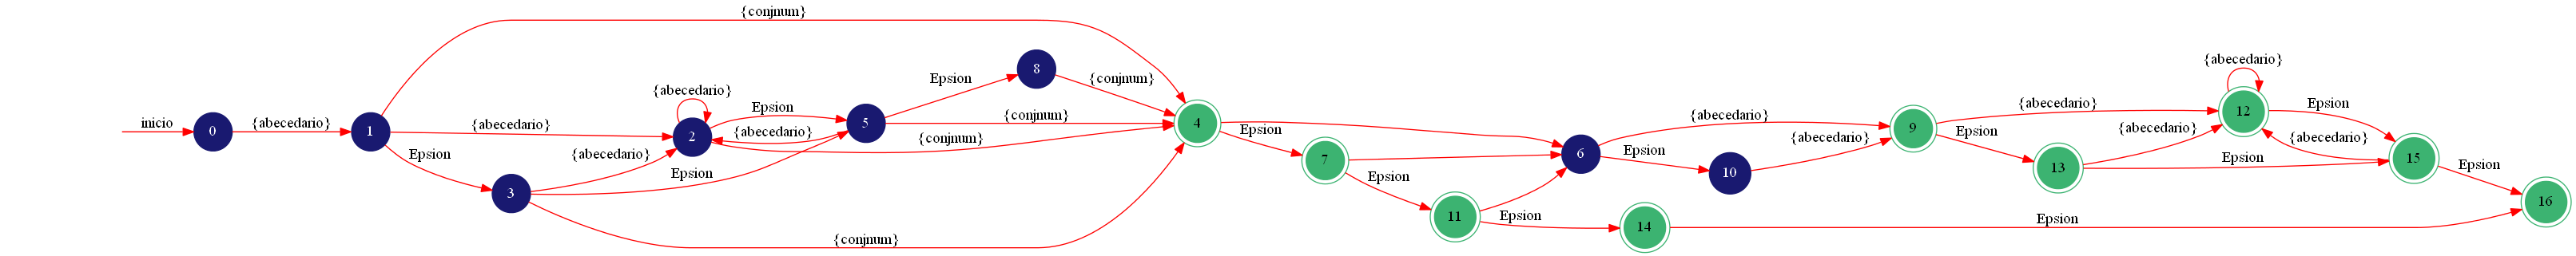 {conjnum}
inicio
0
{abecedario}
1
{abecedario}
Epsion
3
{abecedario}
{abecedario}
2
Epsion
{abecedario}
Epsion
5
Epsion
8
{conjnum}
{conjnum}
{conjnum}
{conjnum}
4
Epsion
7
Epsion
11
Epsion
14
Epsion
6
{abecedario}
Epsion
10
{abecedario}
9
{abecedario}
Epsion
13
{abecedario}
Epsion
{abecedario}
12
Epsion
{abecedario}
15
Epsion
16